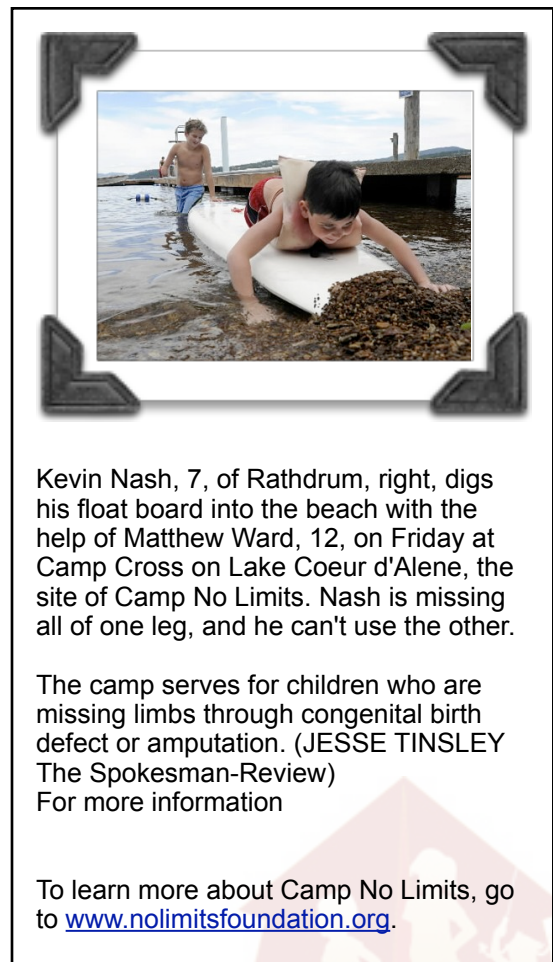 Kevin Nash, 7, of Rathdrum, right, digs
his float board into the beach with the
help of Matthew Ward, 12, on Friday at
Camp Cross on Lake Coeur d'Alene, the
site of Camp No Limits. Nash is missing
all of one leg, and he can't use the other.
The camp serves for children who are
missing limbs through congenital birth
defect or amputation. (JESSE TINSLEY
The Spokesman-Review)
For more information
To learn more about Camp No Limits, go
to www.nolimitsfoundation.org.